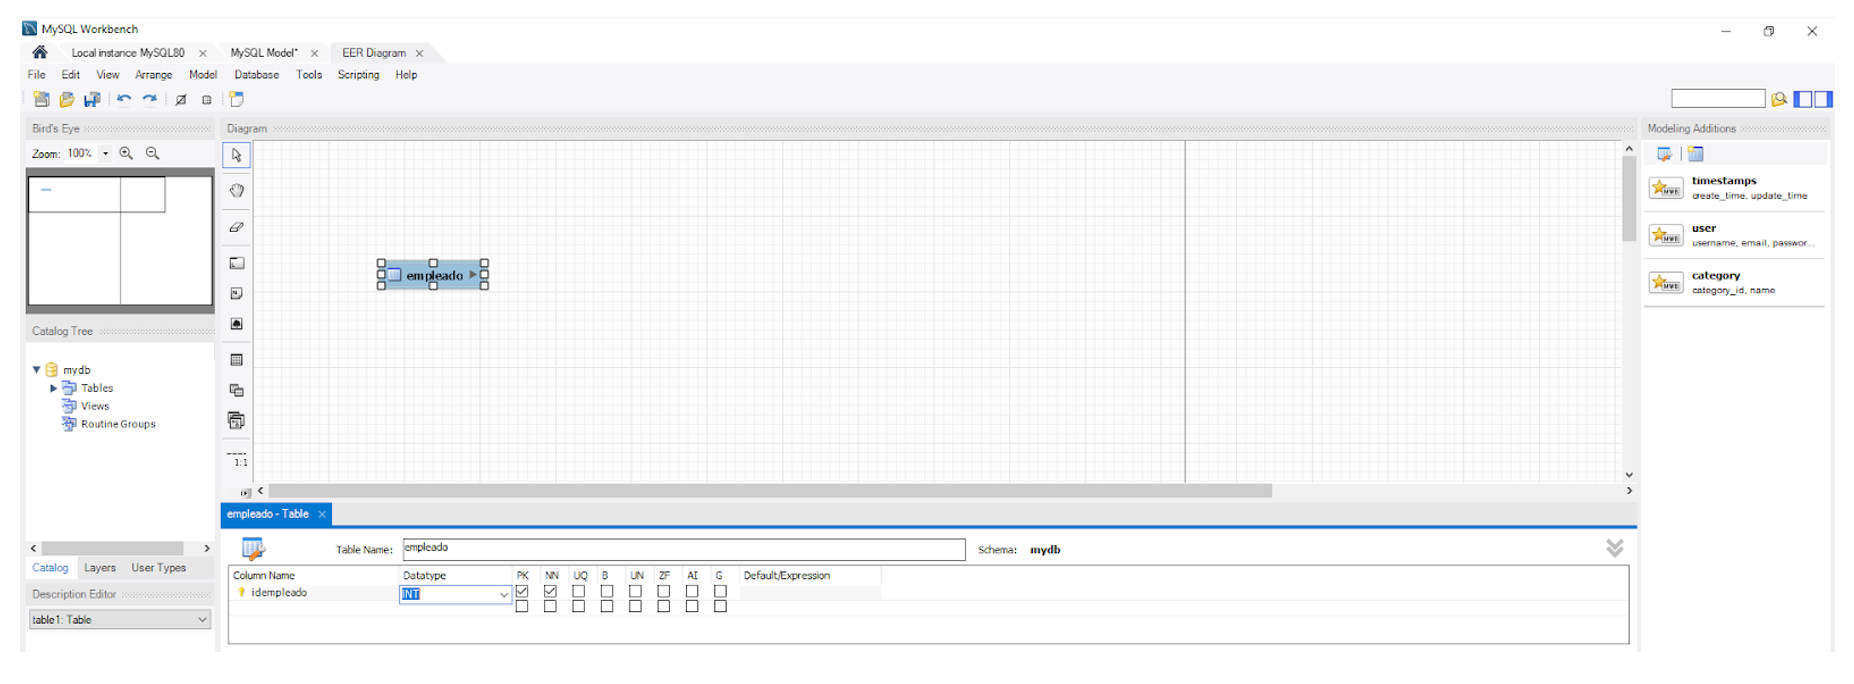 MySQL Workbench
Local instance MySQL80 × MySQL Model* × EER Diagram ×
File Edit View Arrange Model Database Tools Scripting Help
Bird's Eye
Zoom: 100%
Catalog Tree
mydb
Tables
Views
Routine Groups
Catalog Layers User Types
Description Editor
table1: Table
Diagram
empleado
1:1
empleado - Table ×
Table Name: empleado Schema: mydb
Column Name Datatype PK NN UQ B UN ZF AI G Default/Expression
idempleado INT
Modeling Additions
timestamps
create_time, update_time
user
username, email, passwor...
category
category_id, name